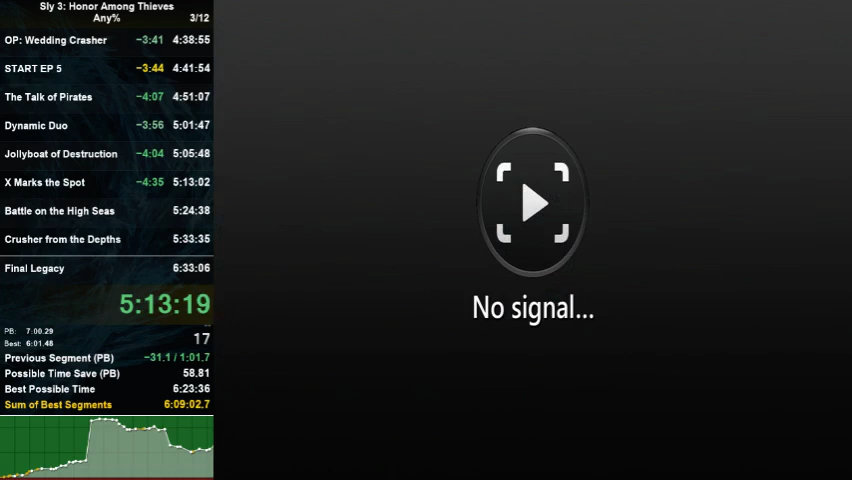 Sly 3: Honor Among Thieves
Any% 3/12
OP: Wedding Crasher −3:41 4:38:55
START EP 5 −3:44 4:41:54
The Talk of Pirates −4:07 4:51:07
Dynamic Duo −3:56 5:01:47
Jollyboat of Destruction −4:04 5:05:48
X Marks the Spot −4:35 5:13:02
Battle on the High Seas 5:24:38
Crusher from the Depths 5:33:35
Final Legacy 6:33:06
5:13:19
PB: 7:00.29
Best: 6:01.48
17
Previous Segment (PB) −31.1 / 1:01.7
Possible Time Save (PB) 58.81
Best Possible Time 6:23:36
Sum of Best Segments 6:09:02.7
No signal...